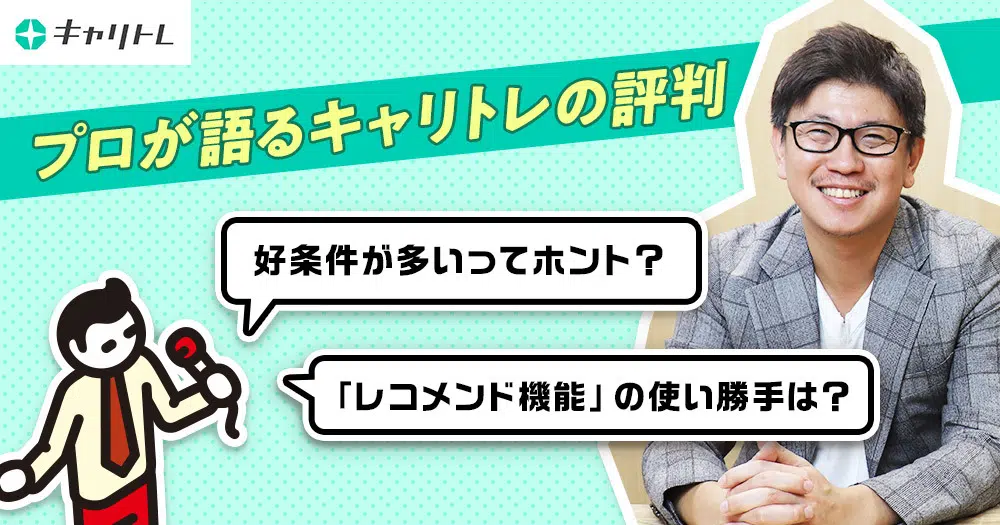 キャリトレ
プロが語るキャリトレの評判
好条件が多いってホント？
「レコメンド機能」の使い勝手は？